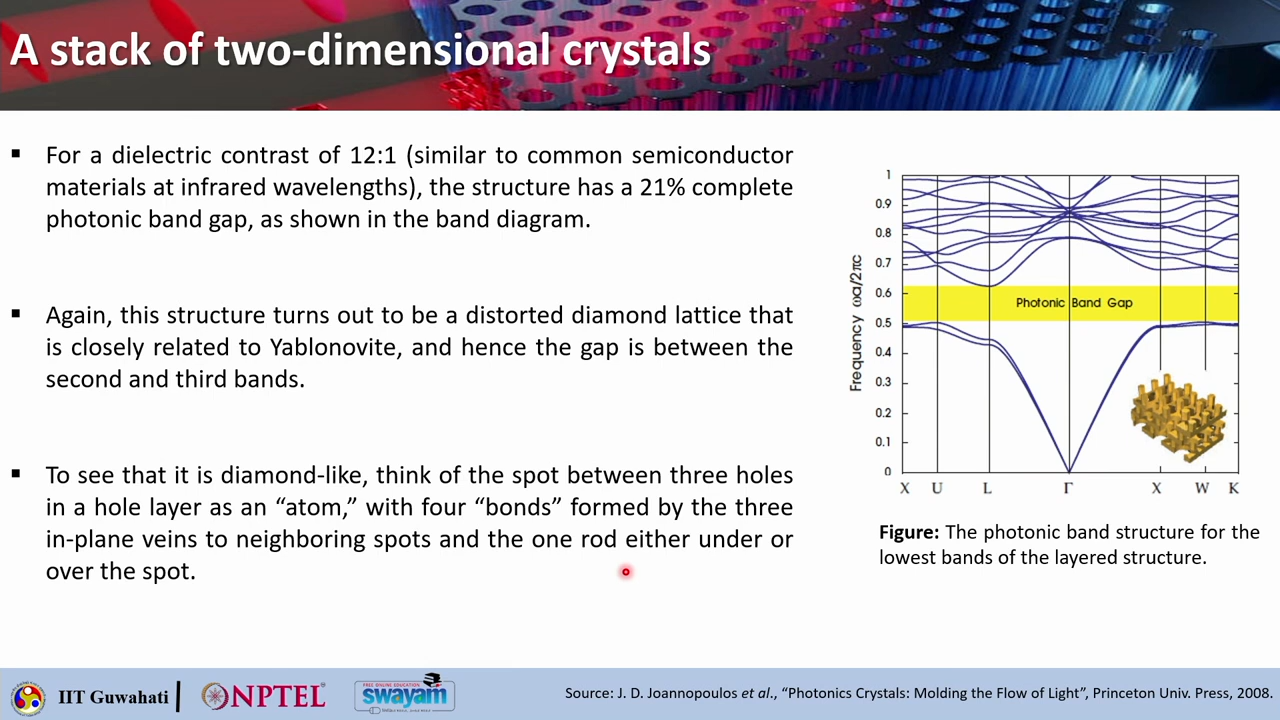 A stack of two-dimensional crystals
▪ For a dielectric contrast of 12:1 (similar to common semiconductor
materials at infrared wavelengths), the structure has a 21% complete
photonic band gap, as shown in the band diagram.
▪ Again, this structure turns out to be a distorted diamond lattice that
is closely related to Yablonovite, and hence the gap is between the
second and third bands.
▪ To see that it is diamond-like, think of the spot between three holes
in a hole layer as an “atom,” with four “bonds” formed by the three
in-plane veins to neighboring spots and the one rod either under or
over the spot.
Frequency ωa/2πc
1
0.9
0.8
0.7
0.6
0.5
0.4
0.3
0.2
0.1
0
Photonic Band Gap
X U L Γ X W K
Figure: The photonic band structure for the
lowest bands of the layered structure.
IIT Guwahati
NPTEL
FREE ONLINE EDUCATION
swayam
Source: J. D. Joannopoulos et al., “Photonics Crystals: Molding the Flow of Light”, Princeton Univ. Press, 2008.